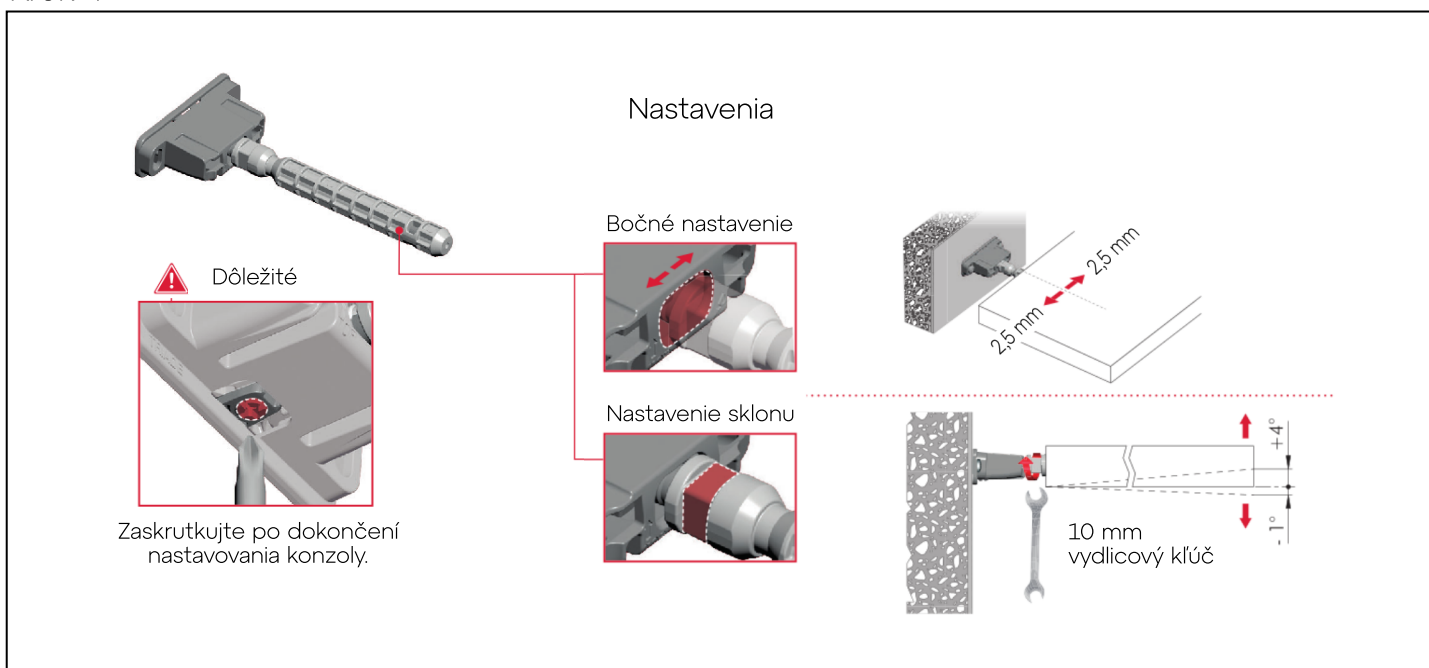 Nastavenia
Dôležité
Zaskrutkujte po dokončení
nastavovania konzoly.
Bočné nastavenie
2,5 mm
2,5 mm
Nastavenie sklonu
+4°
- 1°
10 mm
vydlicový kľúč